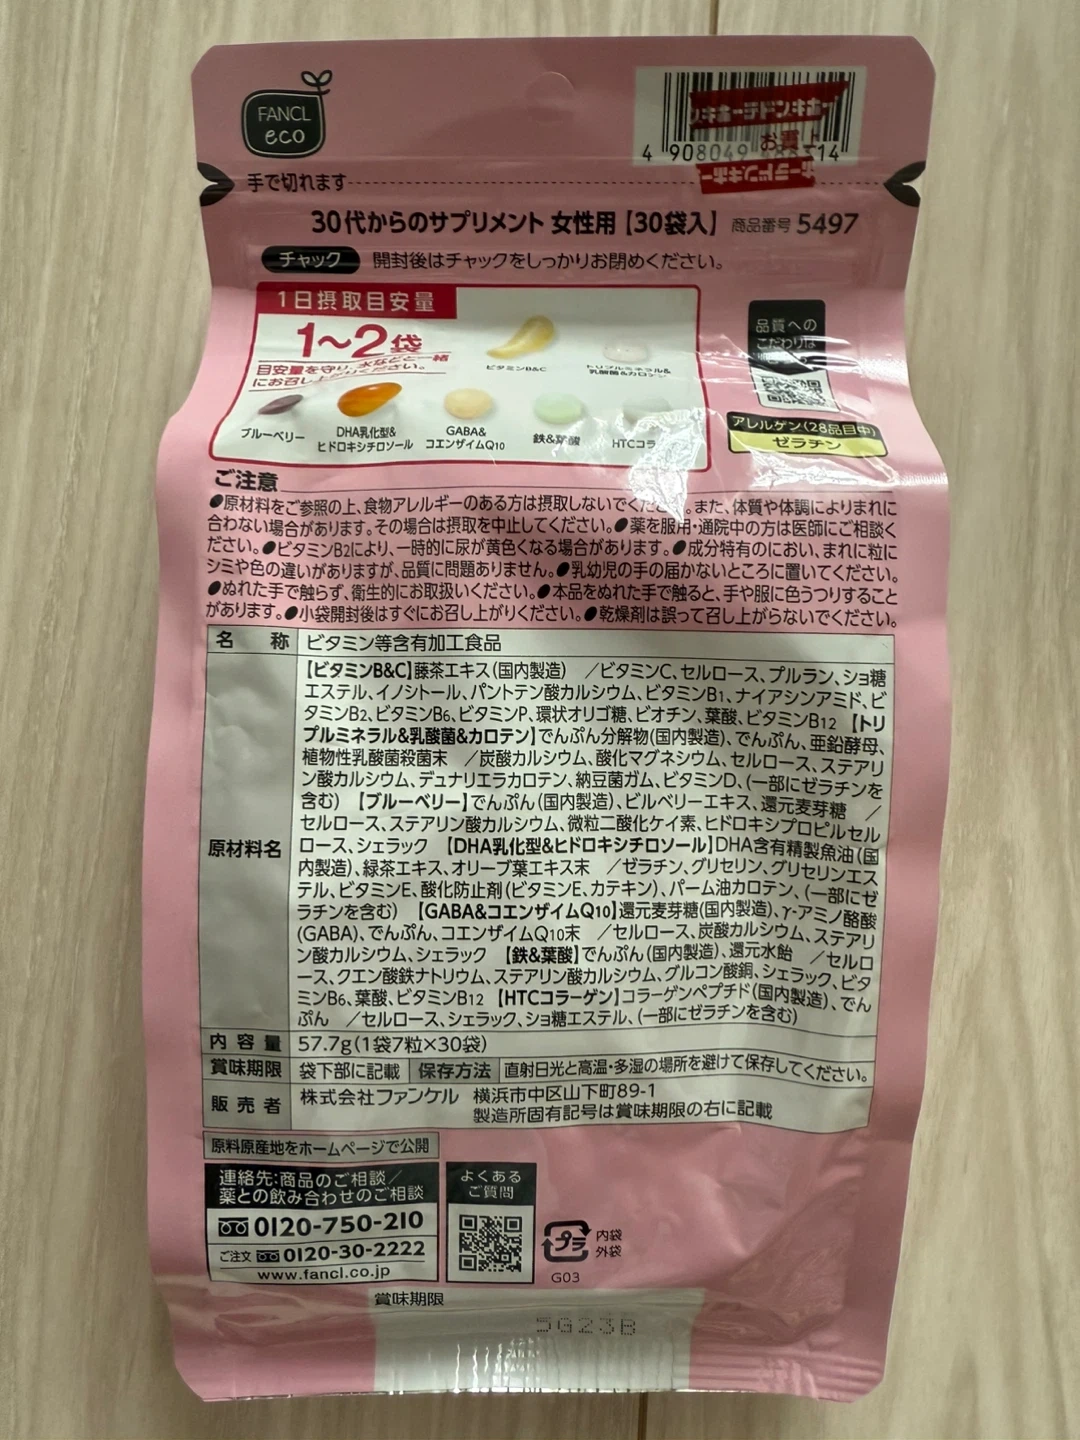 FANCL
eco
4 908049
314
お買上
手で切れます
30代からのサプリメント 女性用【30袋入】 商品番号 5497
チャック 開封後はチャックをしっかりお閉めください。
1日摂取目安量
1~2袋
目安量を守り、水などと一緒
にお召し上がりください。
ビタミンB&C
トリプルミネラル&
乳酸菌&カロテン
ブルーベリー
DHA乳化型&
ヒドロキシチロソール
GABA&
コエンザイムQ10
鉄&葉酸
HTCコラ
品質への
こだわりは
アレルゲン(28品目中)
ゼラチン
ご注意
●原材料をご参照の上、食物アレルギーのある方は摂取しないでください。また、体質や体調によりまれに
合わない場合があります。その場合は摂取を中止してください。●薬を服用・通院中の方は医師にご相談く
ださい。●ビタミンB2により、一時的に尿が黄色くなる場合があります。●成分特有のにおい、まれに粒に
シミや色の違いがありますが、品質に問題ありません。●乳幼児の手の届かないところに置いてください。
●ぬれた手で触らず、衛生的にお取扱いください。●本品をぬれた手で触ると、手や服に色うつりすること
があります。●小袋開封後はすぐにお召し上がりください。●乾燥剤は誤って召し上がらないでください。
名称 ビタミン等含有加工食品
原材料名
【ビタミンB&C】藤茶エキス(国内製造) /ビタミンC、セルロース、プルラン、ショ糖
エステル、イノシトール、パントテン酸カルシウム、ビタミンB1、ナイアシンアミド、ビ
タミンB2、ビタミンB6、ビタミンP、環状オリゴ糖、ビオチン、葉酸、ビタミンB12 【トリ
プルミネラル&乳酸菌&カロテン】でんぷん分解物(国内製造)、でんぷん、亜鉛酵母、
植物性乳酸菌殺菌末 /炭酸カルシウム、酸化マグネシウム、セルロース、ステアリ
ン酸カルシウム、デュナリエラカロテン、納豆菌ガム、ビタミンD、(一部にゼラチンを
含む) 【ブルーベリー】でんぷん(国内製造)、ビルベリーエキス、還元麦芽糖 /
セルロース、ステアリン酸カルシウム、微粒二酸化ケイ素、ヒドロキシプロピルセル
ロース、シェラック 【DHA乳化型&ヒドロキシチロソール】DHA含有精製魚油(国
内製造)、緑茶エキス、オリーブ葉エキス末 /ゼラチン、グリセリン、グリセリンエス
テル、ビタミンE、酸化防止剤(ビタミンE、カテキン)、パーム油カロテン、(一部にゼ
ラチンを含む) 【GABA&コエンザイムQ10】還元麦芽糖(国内製造)、γ-アミノ酪酸
(GABA)、でんぷん、コエンザイムQ10末 /セルロース、炭酸カルシウム、ステアリ
ン酸カルシウム、シェラック 【鉄&葉酸】でんぷん(国内製造)、還元水飴 /セルロ
ース、クエン酸鉄ナトリウム、ステアリン酸カルシウム、グルコン酸銅、シェラック、ビタ
ミンB6、葉酸、ビタミンB12 【HTCコラーゲン】コラーゲンペプチド(国内製造)、でん
ぷん /セルロース、シェラック、ショ糖エステル、(一部にゼラチンを含む)
内容量 57.7g(1袋7粒×30袋)
賞味期限 袋下部に記載 保存方法 直射日光と高温・多湿の場所を避けて保存してください。
販売者 株式会社ファンケル 横浜市中区山下町89-1
製造所固有記号は賞味期限の右に記載
原料原産地をホームページで公開
連絡先:商品のご相談/
薬との飲み合わせのご相談
0120-750-210
ご注文 0120-30-2222
www.fancl.co.jp
よくある
ご質問
プラ
内袋
外袋
G03
賞味期限
5G23B